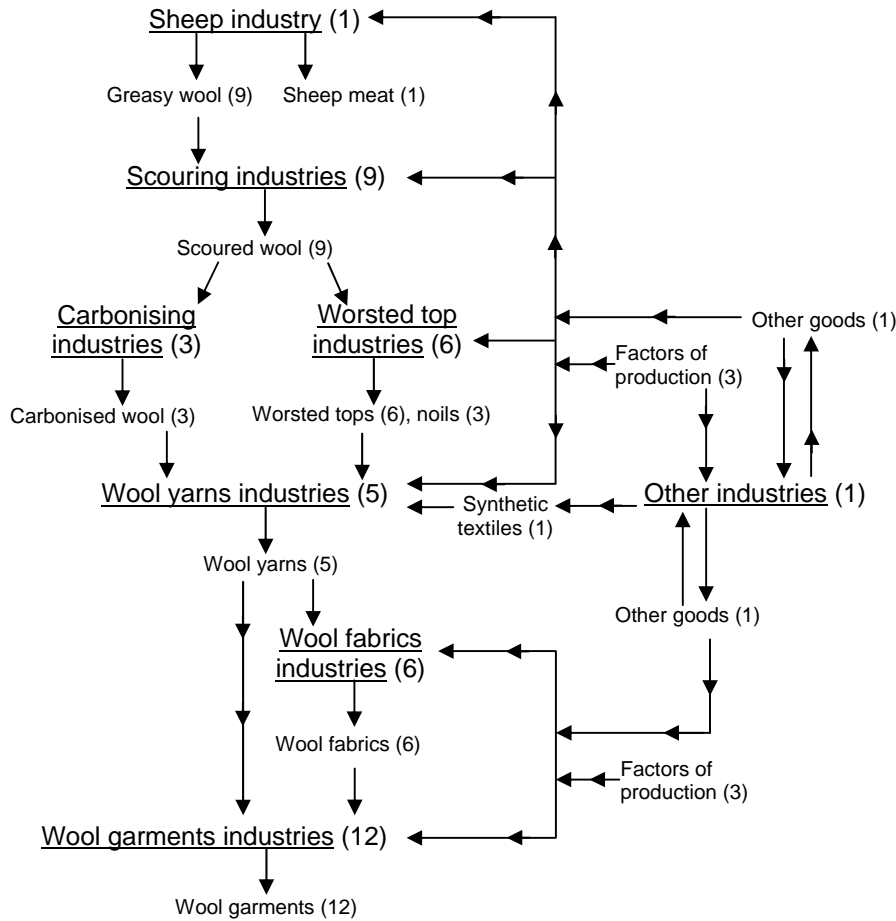 Sheep industry (1)
Greasy wool (9)
Sheep meat (1)
Scouring industries (9)
Scoured wool (9)
Carbonising
industries (3)
Worsted top
industries (6)
Other goods (1)
Factors of
production (3)
Carbonised wool (3)
Worsted tops (6), noils (3)
Wool yarns industries (5)
Synthetic
textiles (1)
Other industries (1)
Wool yarns (5)
Other goods (1)
Wool fabrics
industries (6)
Wool fabrics (6)
Factors of
production (3)
Wool garments industries (12)
Wool garments (12)